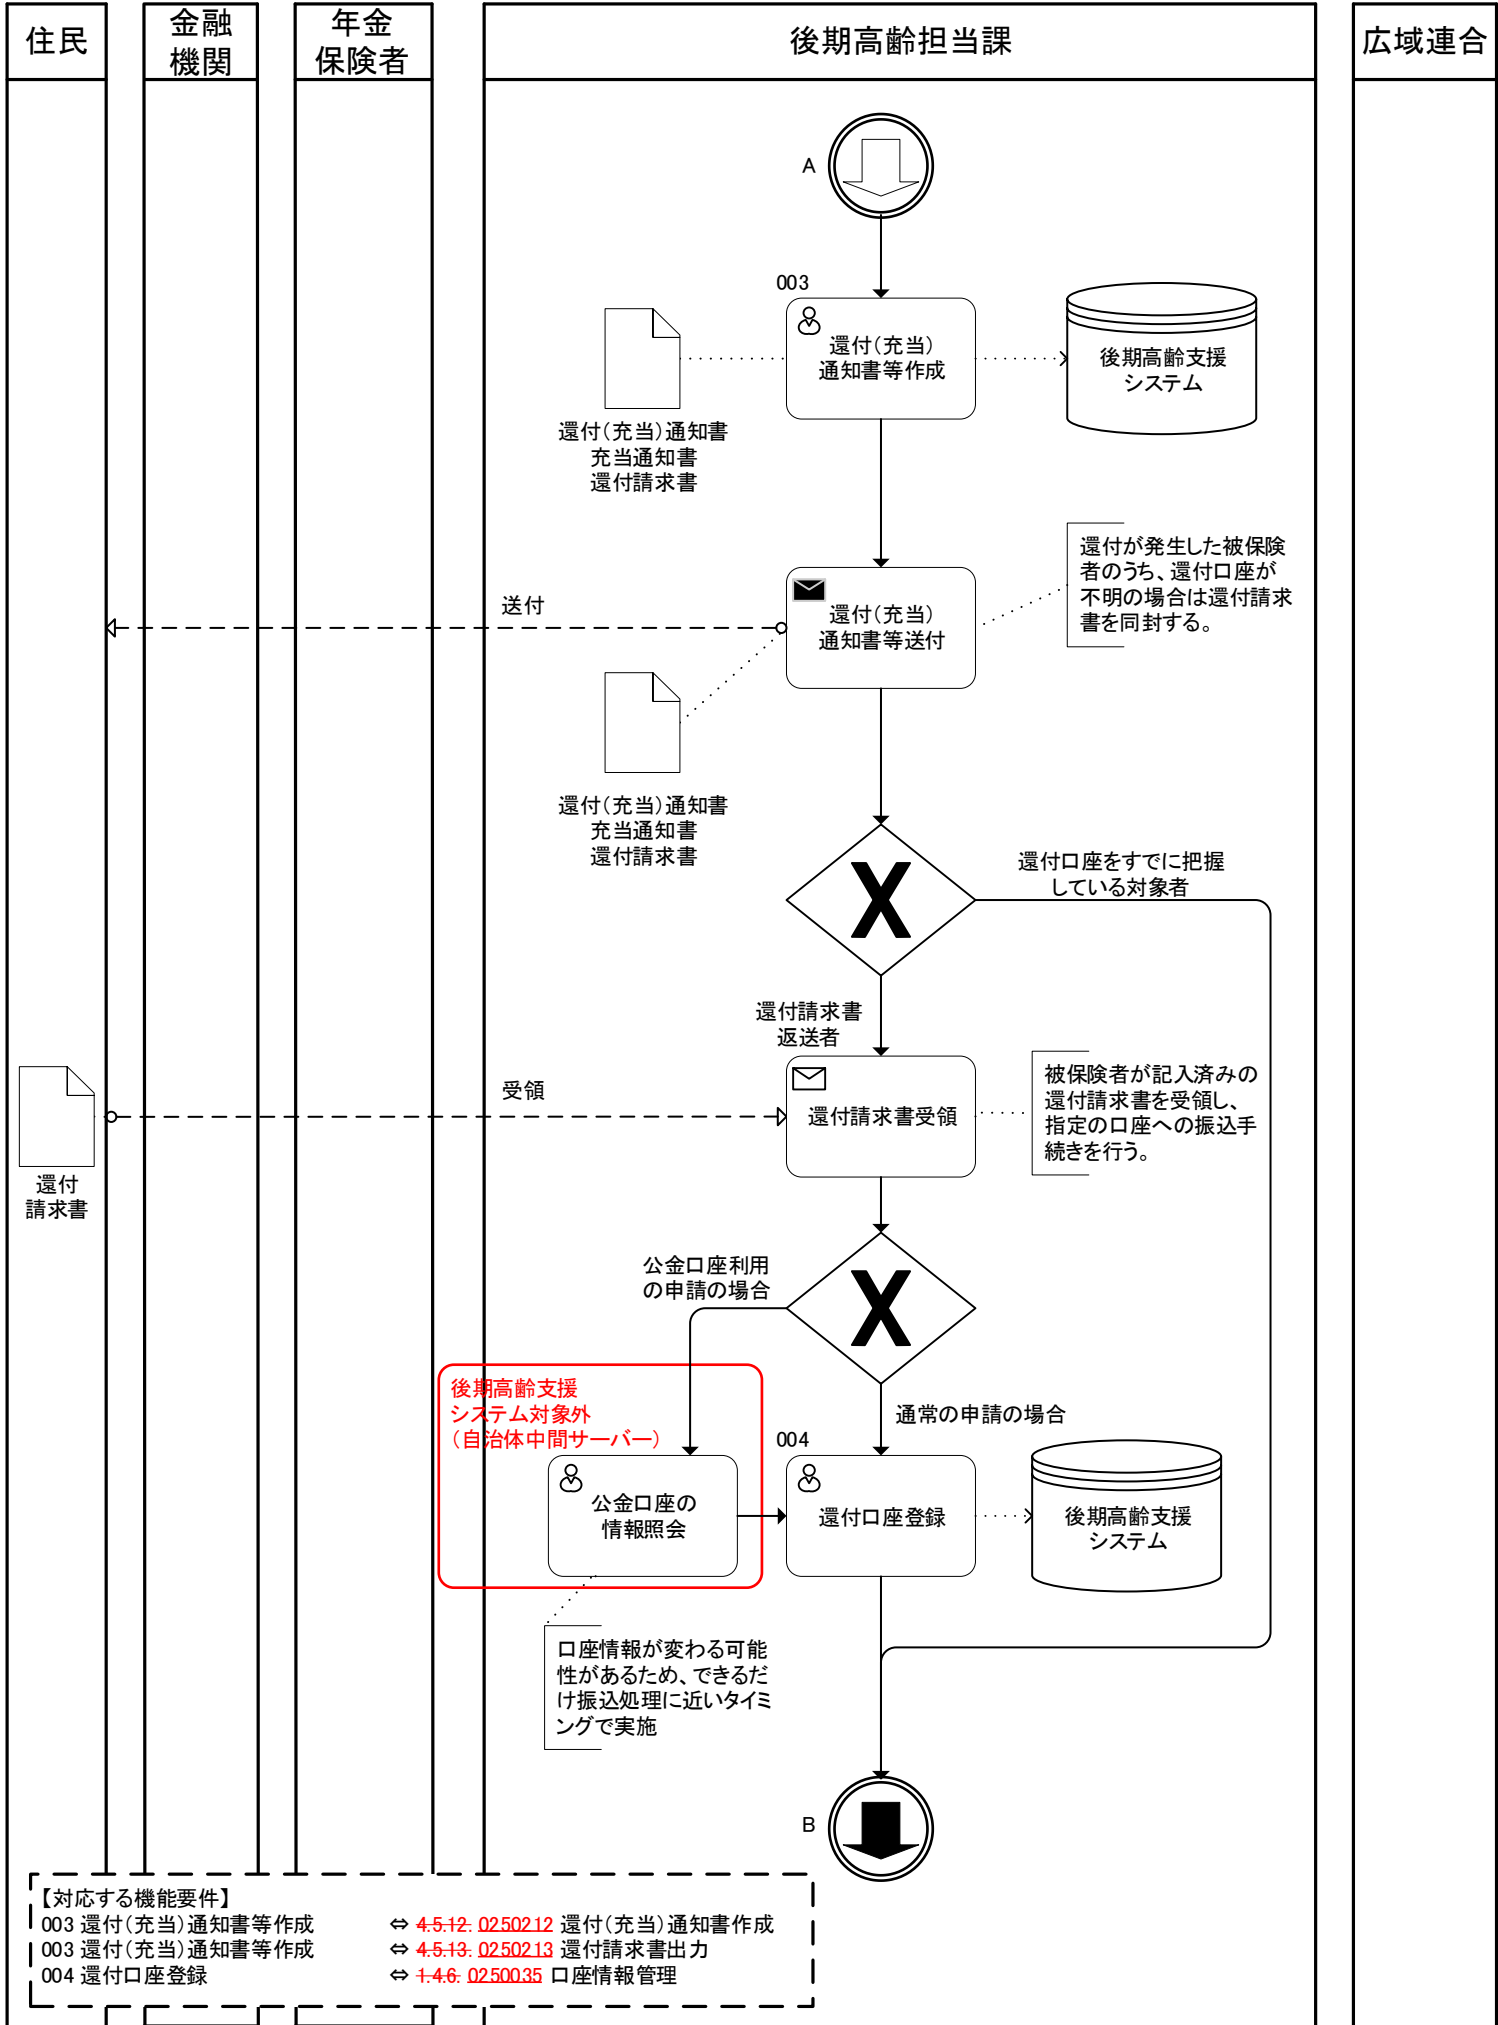 住民
金融
機関
年金
保険者
後期高齢担当課
広域連合
A
003
還付(充当)
通知書等作成
後期高齢支援
システム
還付(充当)通知書
充当通知書
還付請求書
送付
還付(充当)
通知書等送付
還付が発生した被保険
者のうち、還付口座が
不明の場合は還付請求
書を同封する。
還付(充当)通知書
充当通知書
還付請求書
X
還付口座をすでに把握
している対象者
還付請求書
返送者
還付
請求書
受領
還付請求書受領
被保険者が記入済みの
還付請求書を受領し、
指定の口座への振込手
続きを行う。
公金口座利用
の申請の場合
X
後期高齢支援
システム対象外
(自治体中間サーバー)
通常の申請の場合
004
公金口座の
情報照会
還付口座登録
後期高齢支援
システム
口座情報が変わる可能
性があるため、できるだ
け振込処理に近いタイミ
ングで実施
B
【対応する機能要件】
003 還付(充当)通知書等作成 ⇔ 4.5.12. 0250212 還付(充当)通知書作成
003 還付(充当)通知書等作成 ⇔ 4.5.13. 0250213 還付請求書出力
004 還付口座登録 ⇔ 1.4.6. 0250035 口座情報管理